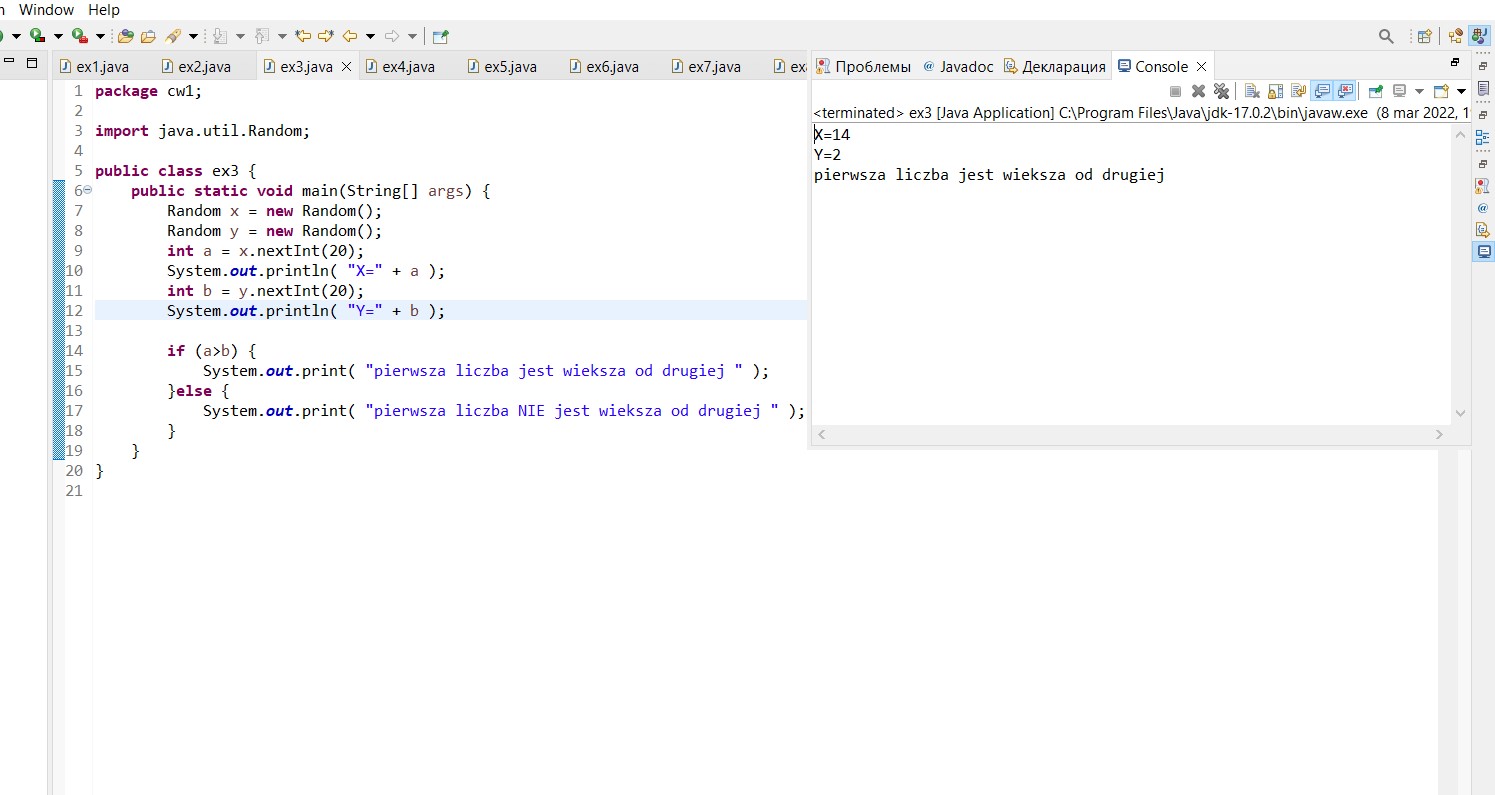 Window Help
ex1.java ex2.java ex3.java ex4.java ex5.java ex6.java ex7.java
Проблемы @ Javadoc Декларация Console
<terminated> ex3 [Java Application] C:\Program Files\Java\jdk-17.0.2\bin\javaw.exe (8 mar 2022, 1
1 package cw1;
2
3 import java.util.Random;
4
5 public class ex3 {
6 public static void main(String[] args) {
7 Random x = new Random();
8 Random y = new Random();
9 int a = x.nextInt(20);
10 System.out.println( "X=" + a );
11 int b = y.nextInt(20);
12 System.out.println( "Y=" + b );
13
14 if (a>b) {
15 System.out.print( "pierwsza liczba jest wieksza od drugiej " );
16 }else {
17 System.out.print( "pierwsza liczba NIE jest wieksza od drugiej " );
18 }
19 }
20 }
21
X=14
Y=2
pierwsza liczba jest wieksza od drugiej